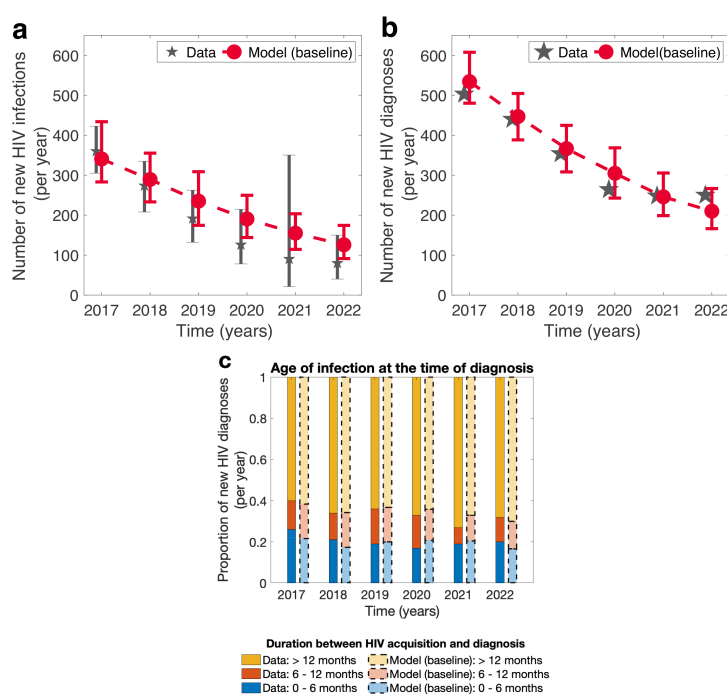 a
Data Model (baseline)
Number of new HIV infections
(per year)
600
500
400
300
200
100
0
2017 2018 2019 2020 2021 2022
Time (years)
b
Data Model(baseline)
Number of new HIV diagnoses
(per year)
600
500
400
300
200
100
0
2017 2018 2019 2020 2021 2022
Time (years)
c
Age of infection at the time of diagnosis
Proportion of new HIV diagnoses
(per year)
1
0.8
0.6
0.4
0.2
0
2017 2018 2019 2020 2021 2022
Time (years)
Duration between HIV acquisition and diagnosis
Data: > 12 months Model (baseline): > 12 months
Data: 6 - 12 months Model (baseline): 6 - 12 months
Data: 0 - 6 months Model (baseline): 0 - 6 months